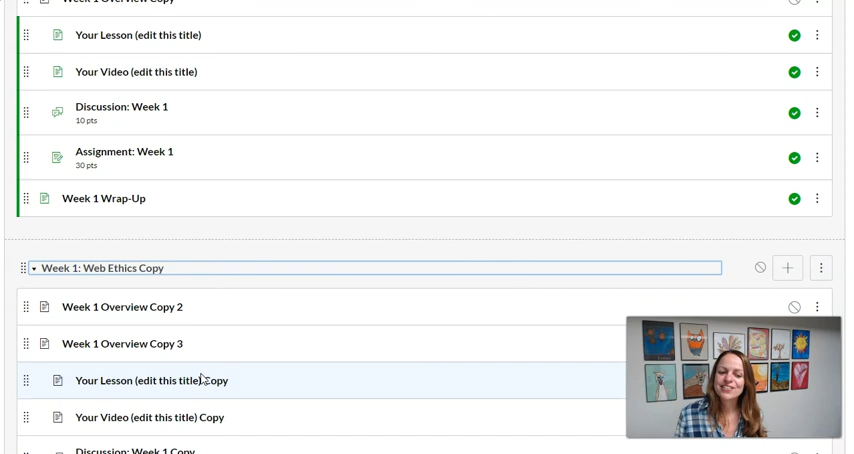 Week 1 Overview Copy
Your Lesson (edit this title)
Your Video (edit this title)
Discussion: Week 1
10 pts
Assignment: Week 1
30 pts
Week 1 Wrap-Up
Week 1: Web Ethics Copy
Week 1 Overview Copy 2
Week 1 Overview Copy 3
Your Lesson (edit this title) Copy
Your Video (edit this title) Copy
Discussion: Week 1 Copy